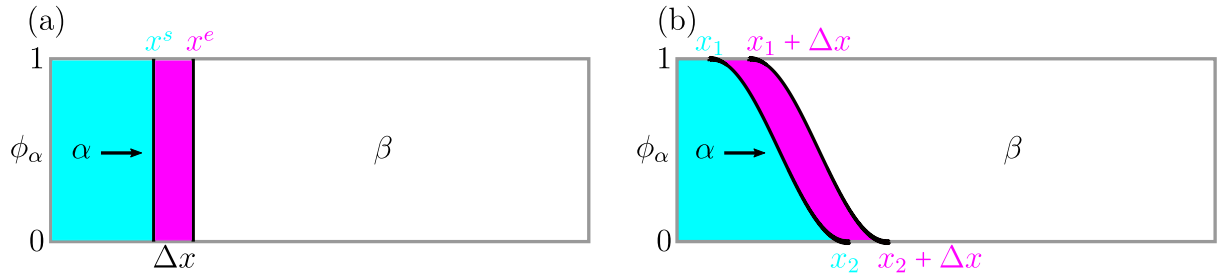 (a)
x^s x^e
1
ϕ_α α β
0
Δx
(b)
x_1 x_1 + Δx
1
ϕ_α α β
0
x_2 x_2 + Δx